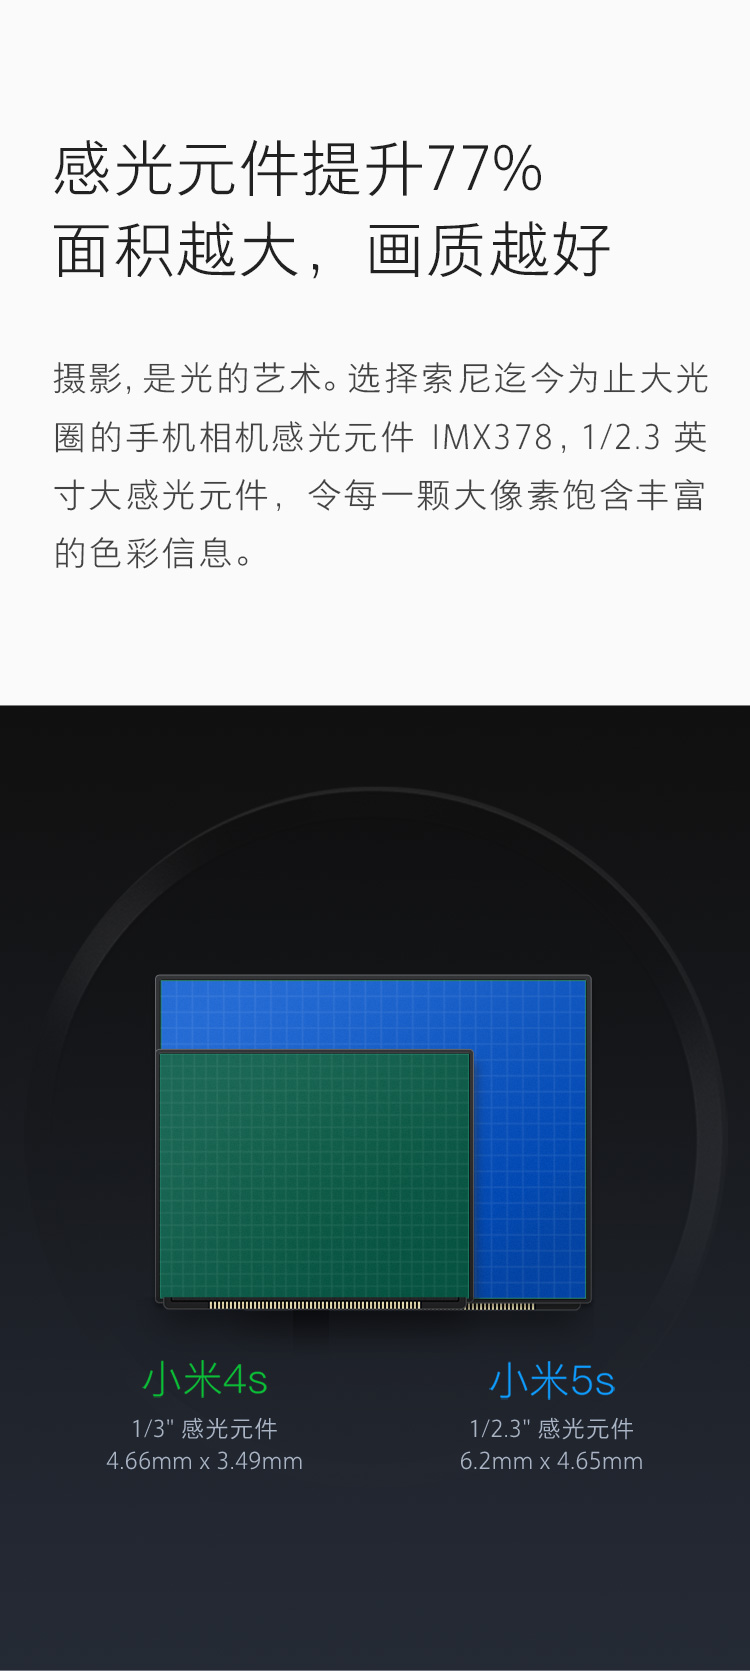 感光元件提升77%
面积越大，画质越好
摄影，是光的艺术。选择索尼迄今为止大光
圈的手机相机感光元件 IMX378，1/2.3 英
寸大感光元件，令每一颗大像素饱含丰富
的色彩信息。
小米4s
1/3" 感光元件
4.66mm x 3.49mm
小米5s
1/2.3" 感光元件
6.2mm x 4.65mm